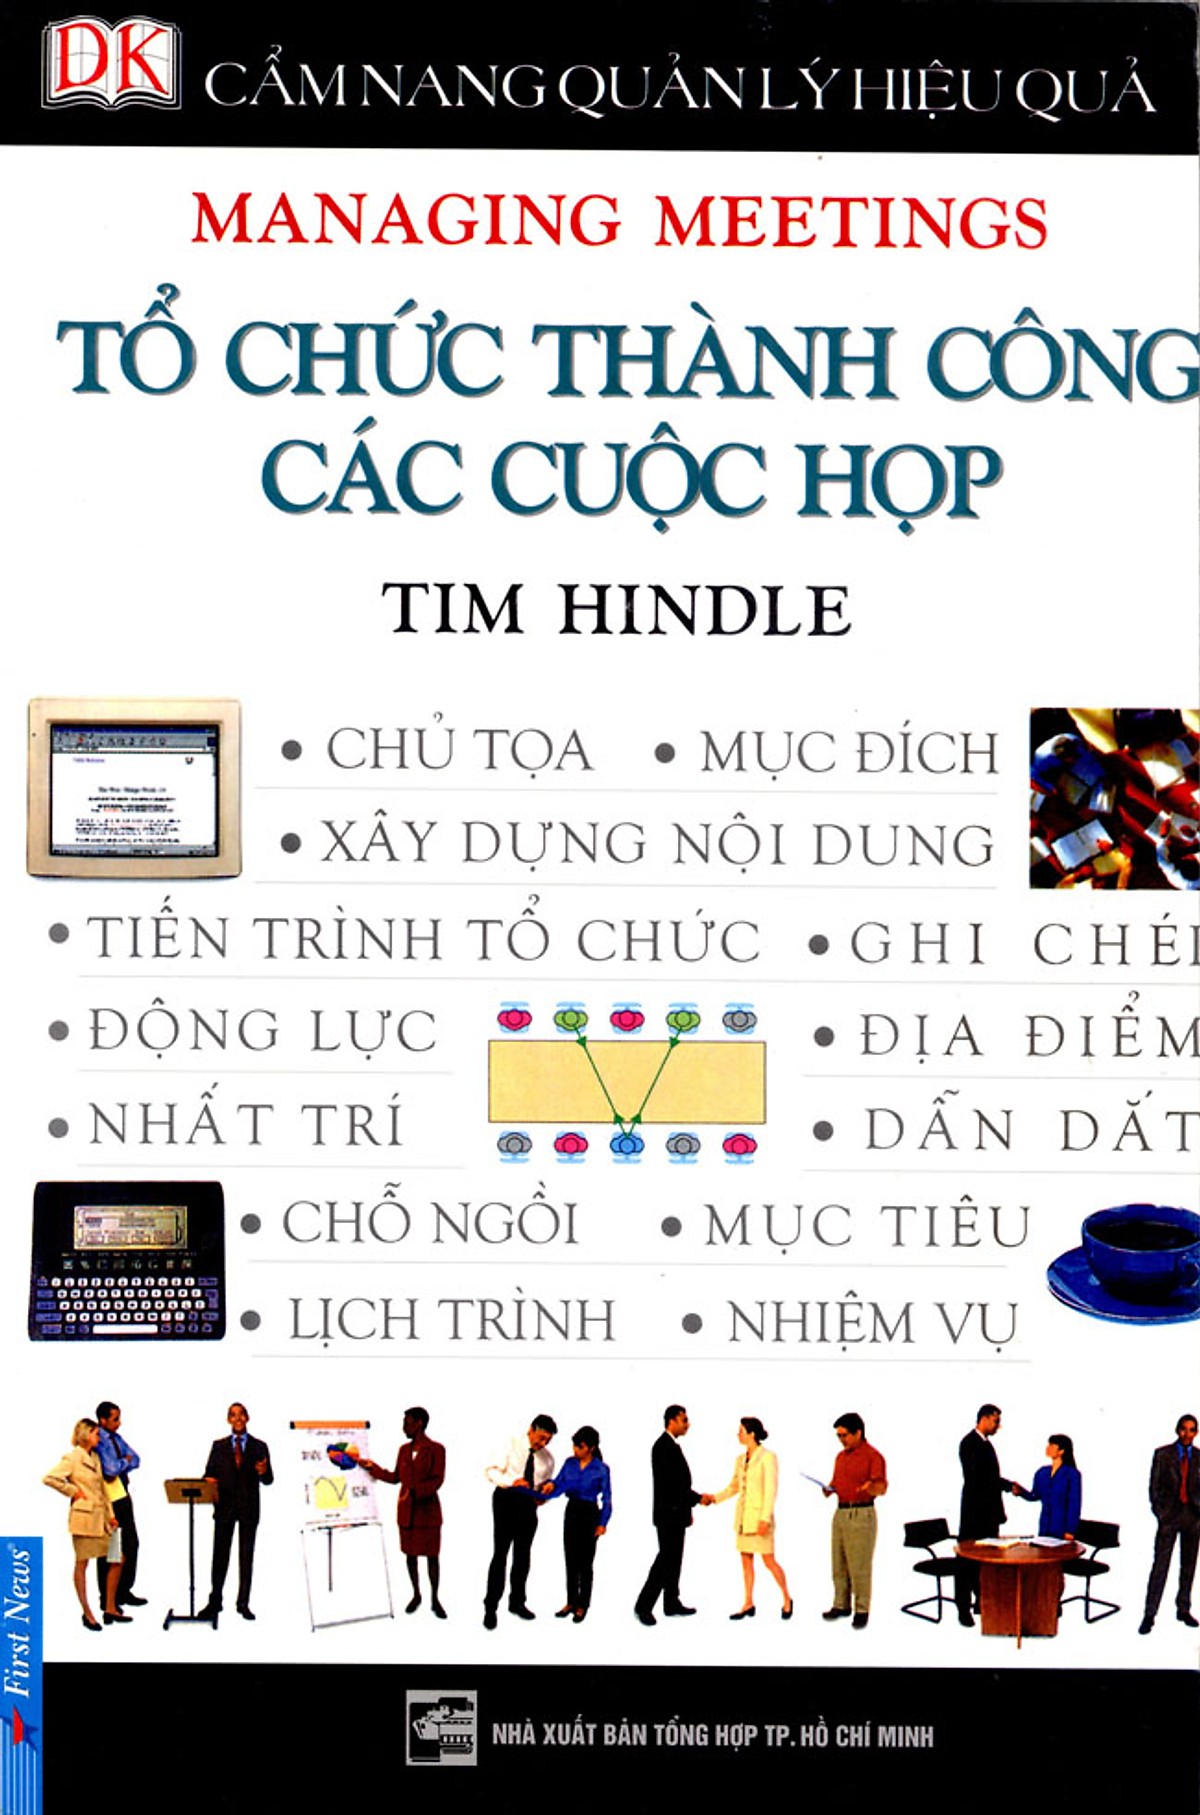 DK
CẨM NANG QUẢN LÝ HIỆU QUẢ
MANAGING MEETINGS
TỔ CHỨC THÀNH CÔNG
CÁC CUỘC HỌP
TIM HINDLE
• CHỦ TỌA • MỤC ĐÍCH
• XÂY DỰNG NỘI DUNG
• TIẾN TRÌNH TỔ CHỨC • GHI CHÉP
• ĐỘNG LỰC • ĐỊA ĐIỂM
• NHẤT TRÍ • DẪN DẮT
• CHỖ NGỒI • MỤC TIÊU
• LỊCH TRÌNH • NHIỆM VỤ
First News®
NHÀ XUẤT BẢN TỔNG HỢP TP. HỒ CHÍ MINH